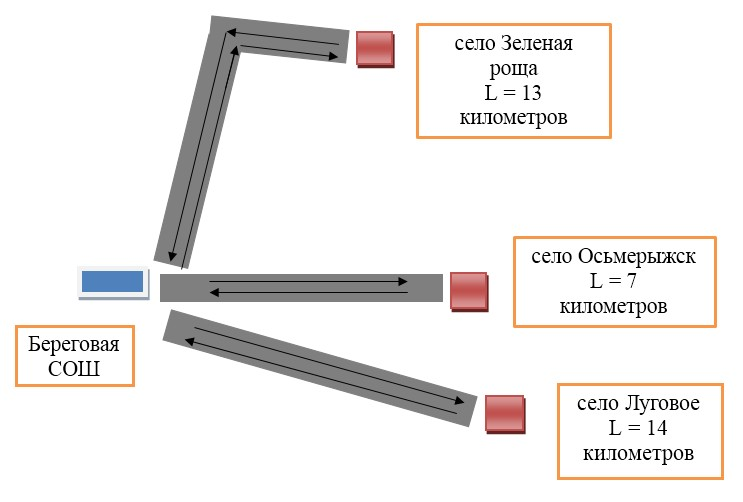 село Зеленая
роща
L = 13
километров
село Осьмерыжск
L = 7
километров
Береговая
СОШ
село Луговое
L = 14
километров